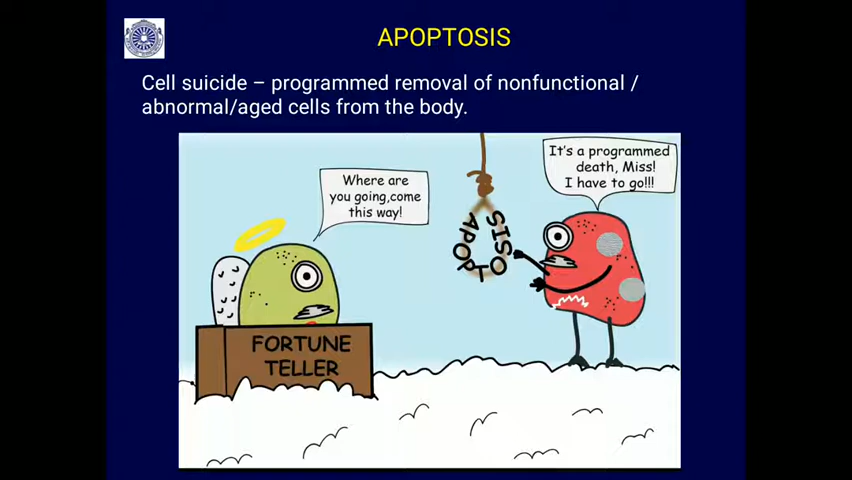 APOPTOSIS
Cell suicide – programmed removal of nonfunctional /
abnormal/aged cells from the body.
It's a programmed
death, Miss!
I have to go!!!
Where are
you going,come
this way!
APOPTOSIS
FORTUNE
TELLER